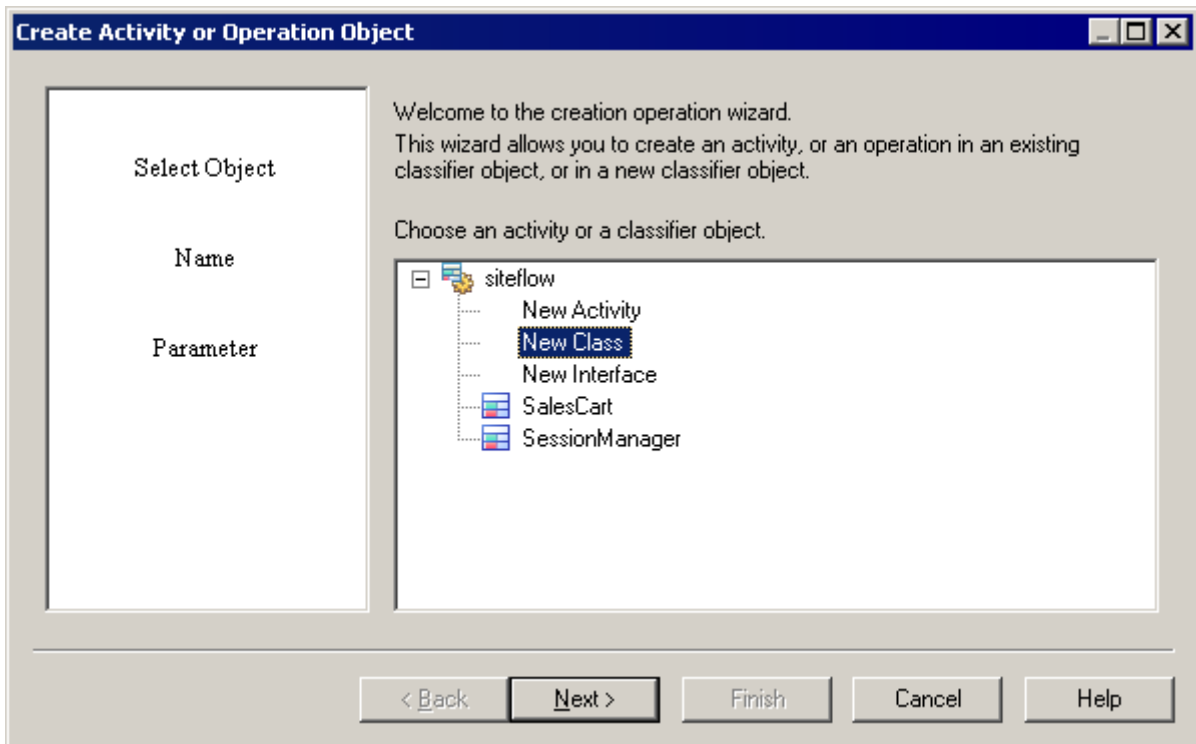 Create Activity or Operation Object
Select Object
Name
Parameter
Welcome to the creation operation wizard.
This wizard allows you to create an activity, or an operation in an existing
classifier object, or in a new classifier object.
Choose an activity or a classifier object.
siteflow
New Activity
New Class
New Interface
SalesCart
SessionManager
< Back Next > Finish Cancel Help